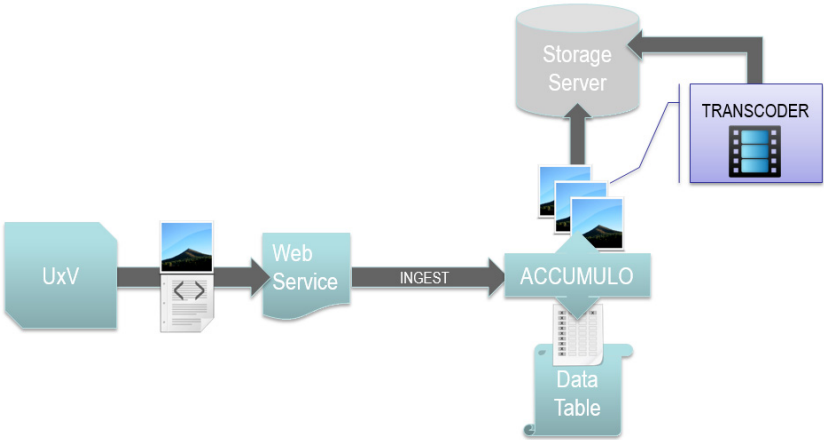 Storage
Server
TRANSCODER
UxV
< >
Web
Service
INGEST
ACCUMULO
Data
Table